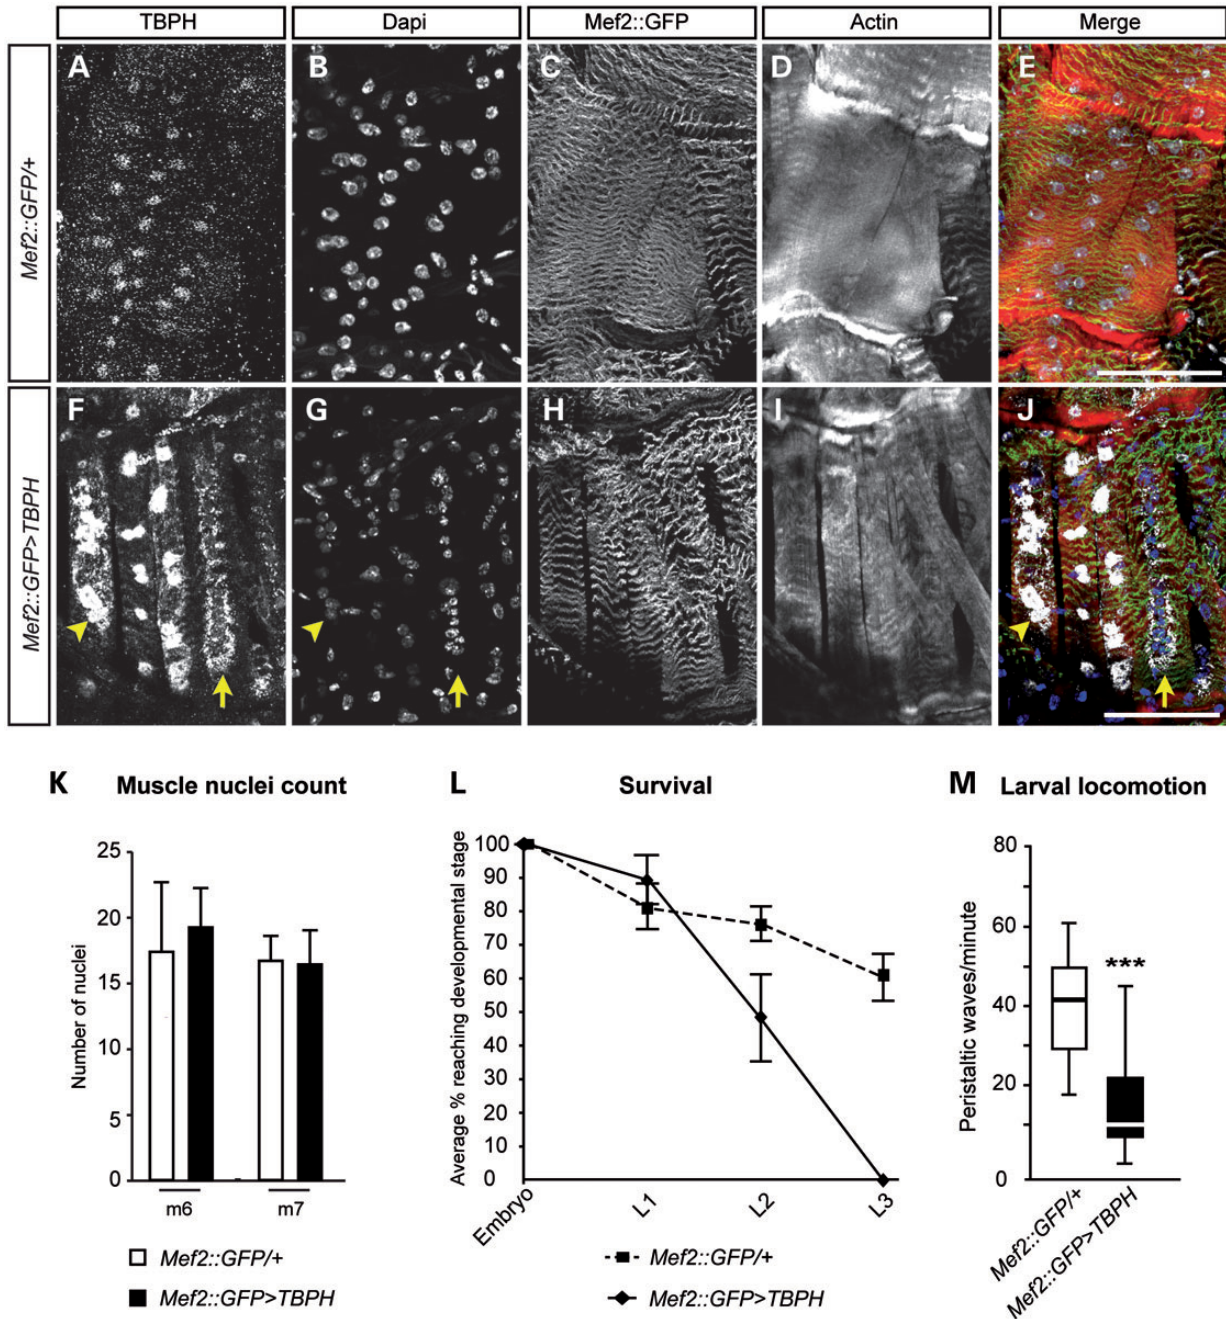 TBPH Dapi Mef2::GFP Actin Merge
Mef2::GFP/+
A B C D E
Mef2::GFP>TBPH
F G H I J
K Muscle nuclei count
Number of nuclei
25
20
15
10
5
0
m6 m7
Mef2::GFP/+
Mef2::GFP>TBPH
L Survival
Average % reaching developmental stage
100
90
80
70
60
50
40
30
20
10
0
Embryo L1 L2 L3
Mef2::GFP/+
Mef2::GFP>TBPH
M Larval locomotion
Peristaltic waves/minute
80
60
40
20
0
***
Mef2::GFP/+
Mef2::GFP>TBPH